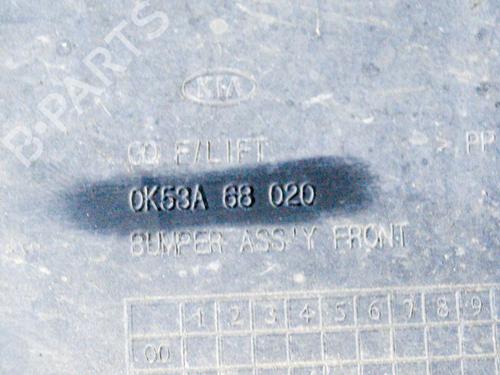 B-PARTS
KIA
GQ F/LIFT
> PP
0K53A 68 020
BUMPER ASS'Y FRONT
1 2 3 4 5 6 7 8 9
00